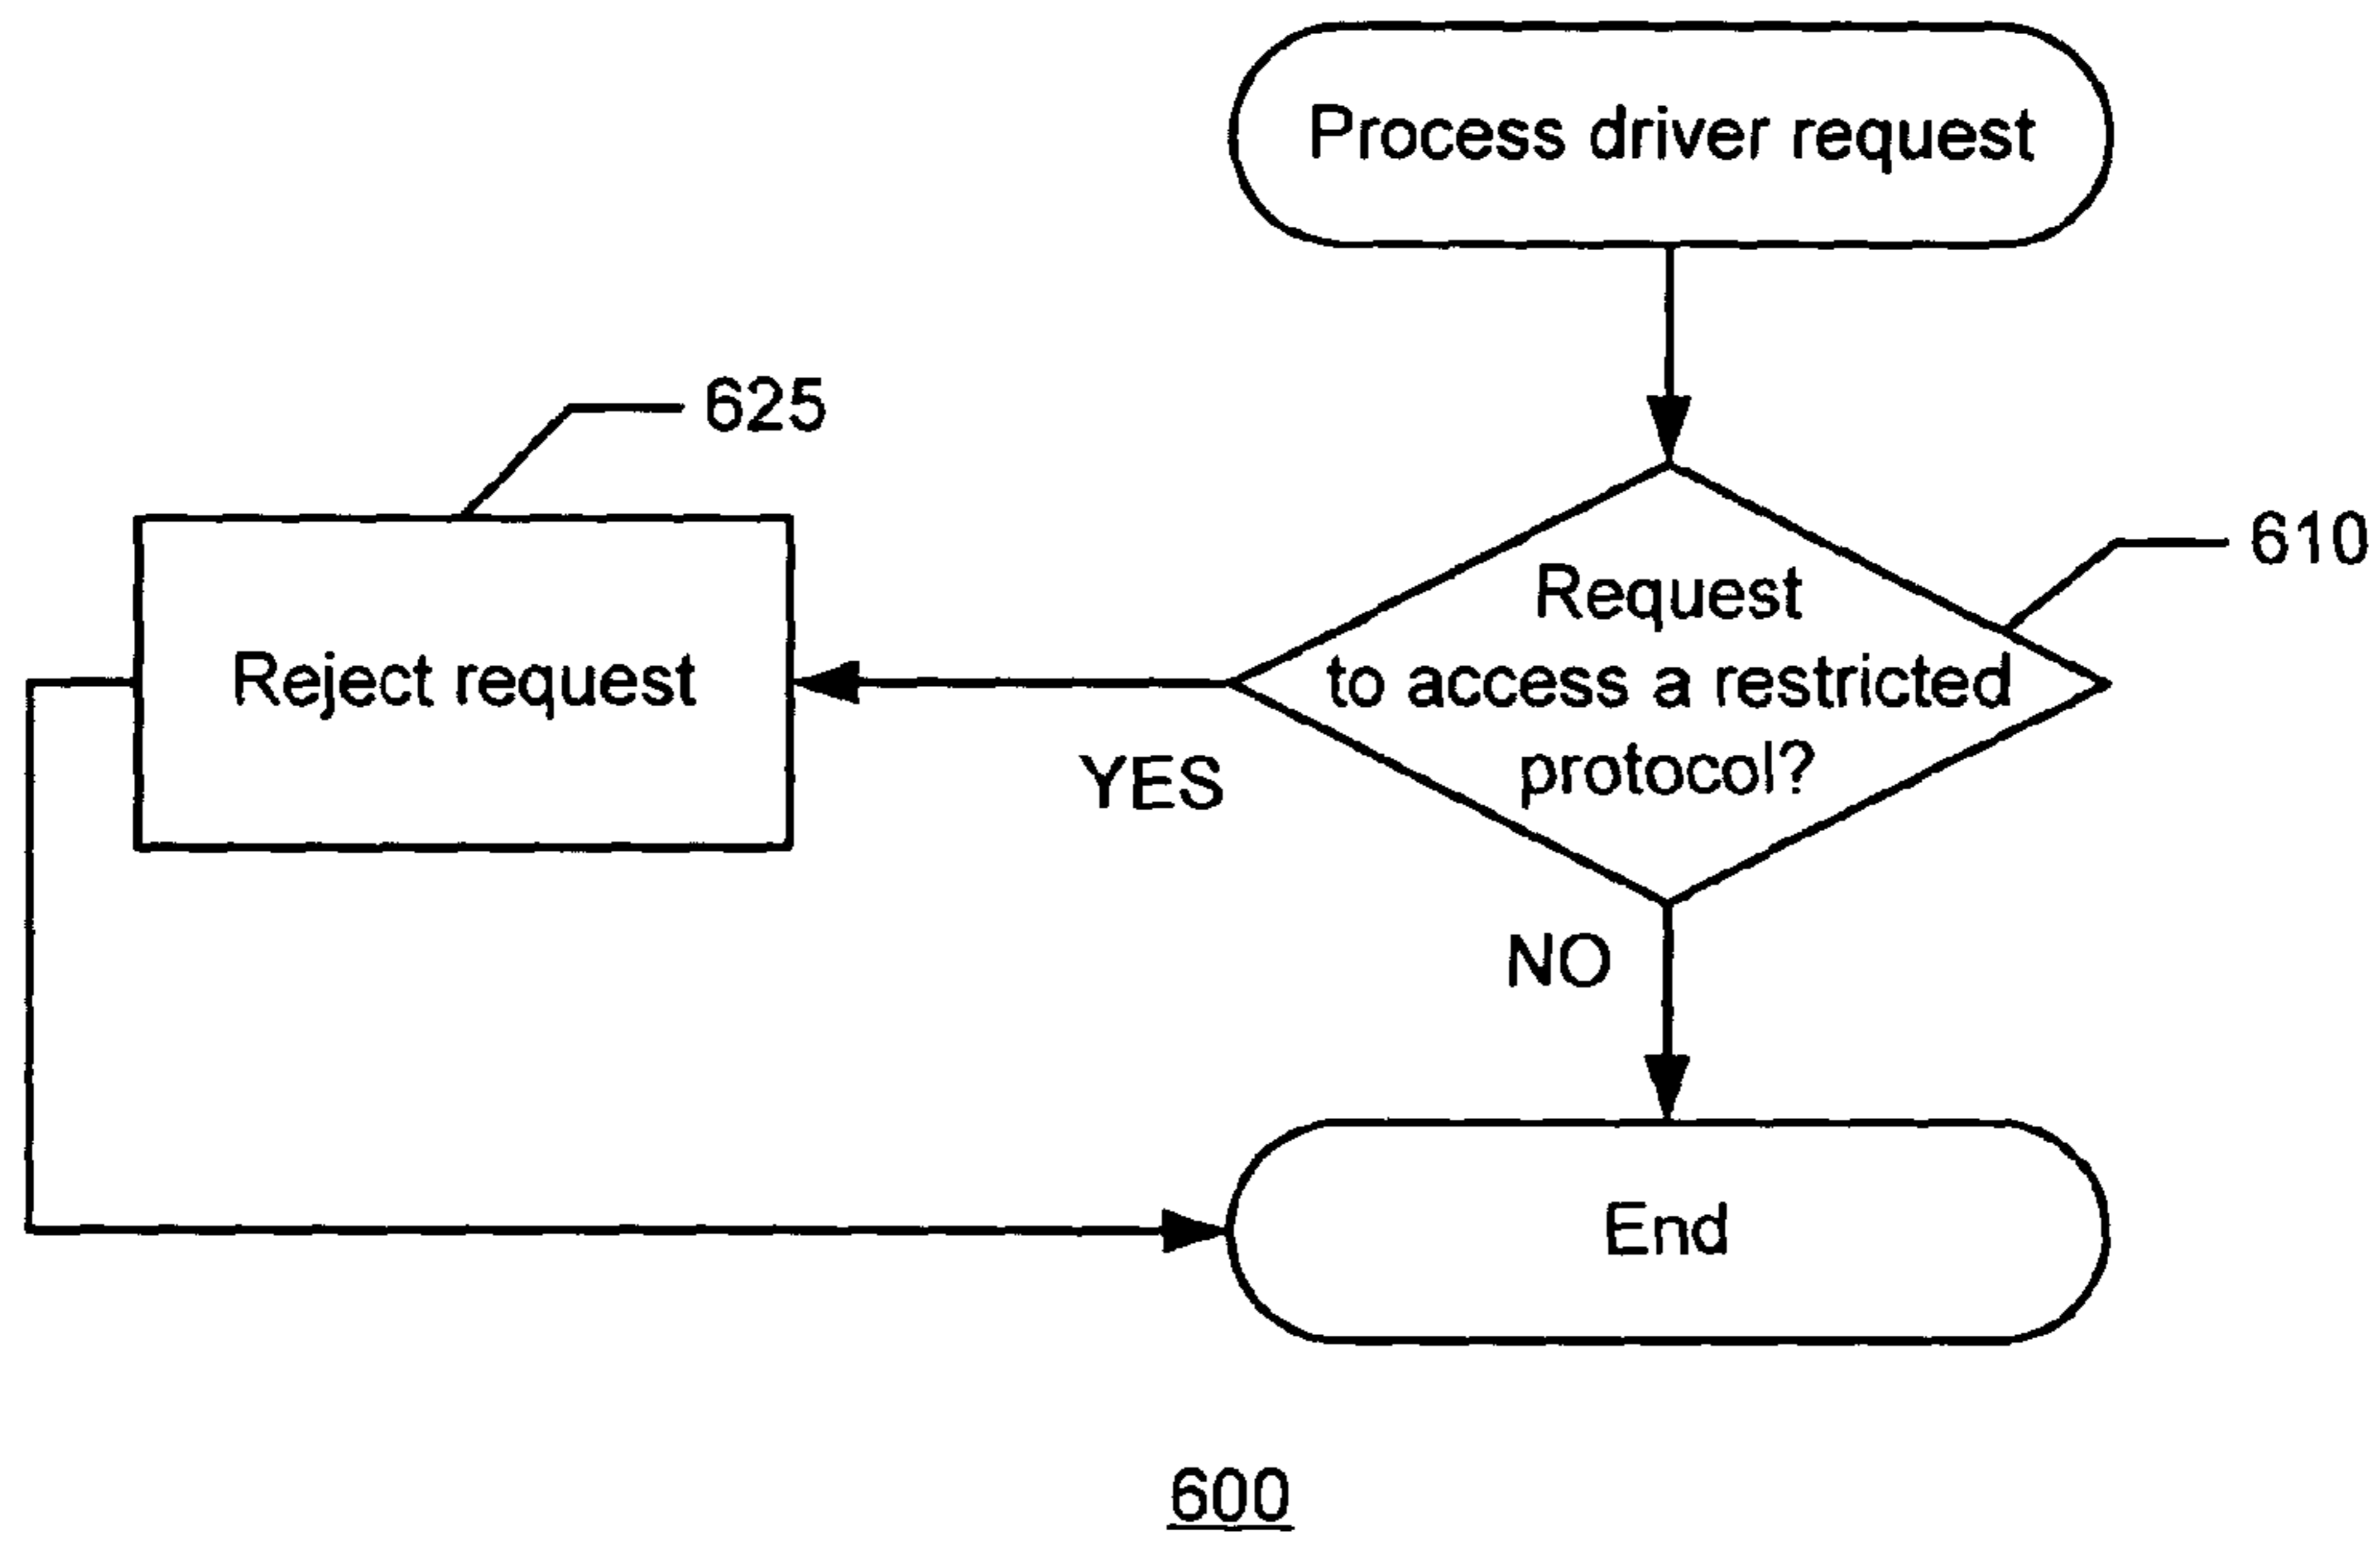 Process driver request
625
610
Request
to access a restricted
protocol?
Reject request
YES
NO
End
600